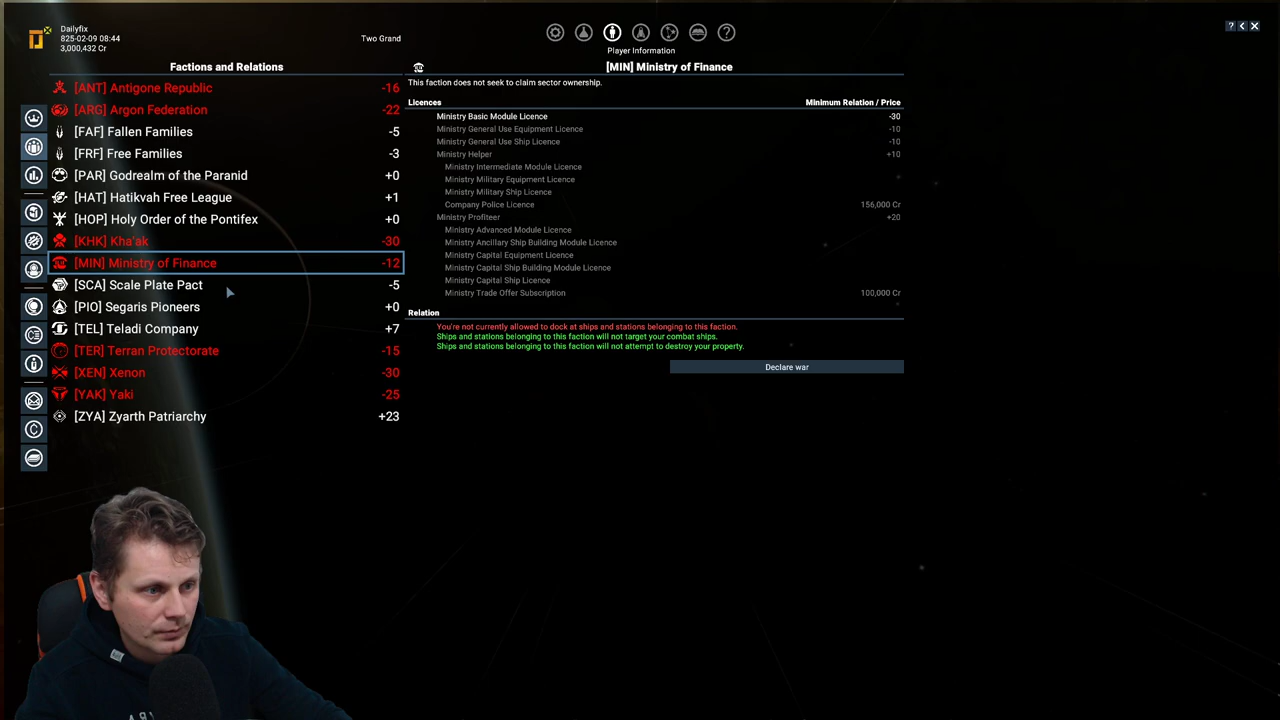 Dailyfix
825-02-09 08:44
3,000,432 Cr
Two Grand
Player Information
? < X
Factions and Relations
[ANT] Antigone Republic -16
[ARG] Argon Federation -22
[FAF] Fallen Families -5
[FRF] Free Families -3
[PAR] Godrealm of the Paranid +0
[HAT] Hatikvah Free League +1
[HOP] Holy Order of the Pontifex +0
[KHK] Kha'ak -30
[MIN] Ministry of Finance -12
[SCA] Scale Plate Pact -5
[PIO] Segaris Pioneers +0
[TEL] Teladi Company +7
[TER] Terran Protectorate -15
[XEN] Xenon -30
[YAK] Yaki -25
[ZYA] Zyarth Patriarchy +23
[MIN] Ministry of Finance
This faction does not seek to claim sector ownership.
Licences Minimum Relation / Price
Ministry Basic Module Licence -30
Ministry General Use Equipment Licence -10
Ministry General Use Ship Licence -10
Ministry Helper +10
Ministry Intermediate Module Licence
Ministry Military Equipment Licence
Ministry Military Ship Licence
Company Police Licence 156,000 Cr
Ministry Profiteer +20
Ministry Advanced Module Licence
Ministry Ancillary Ship Building Module Licence
Ministry Capital Equipment Licence
Ministry Capital Ship Building Module Licence
Ministry Capital Ship Licence
Ministry Trade Offer Subscription 100,000 Cr
Relation
You're not currently allowed to dock at ships and stations belonging to this faction.
Ships and stations belonging to this faction will not target your combat ships.
Ships and stations belonging to this faction will not attempt to destroy your property.
Declare war